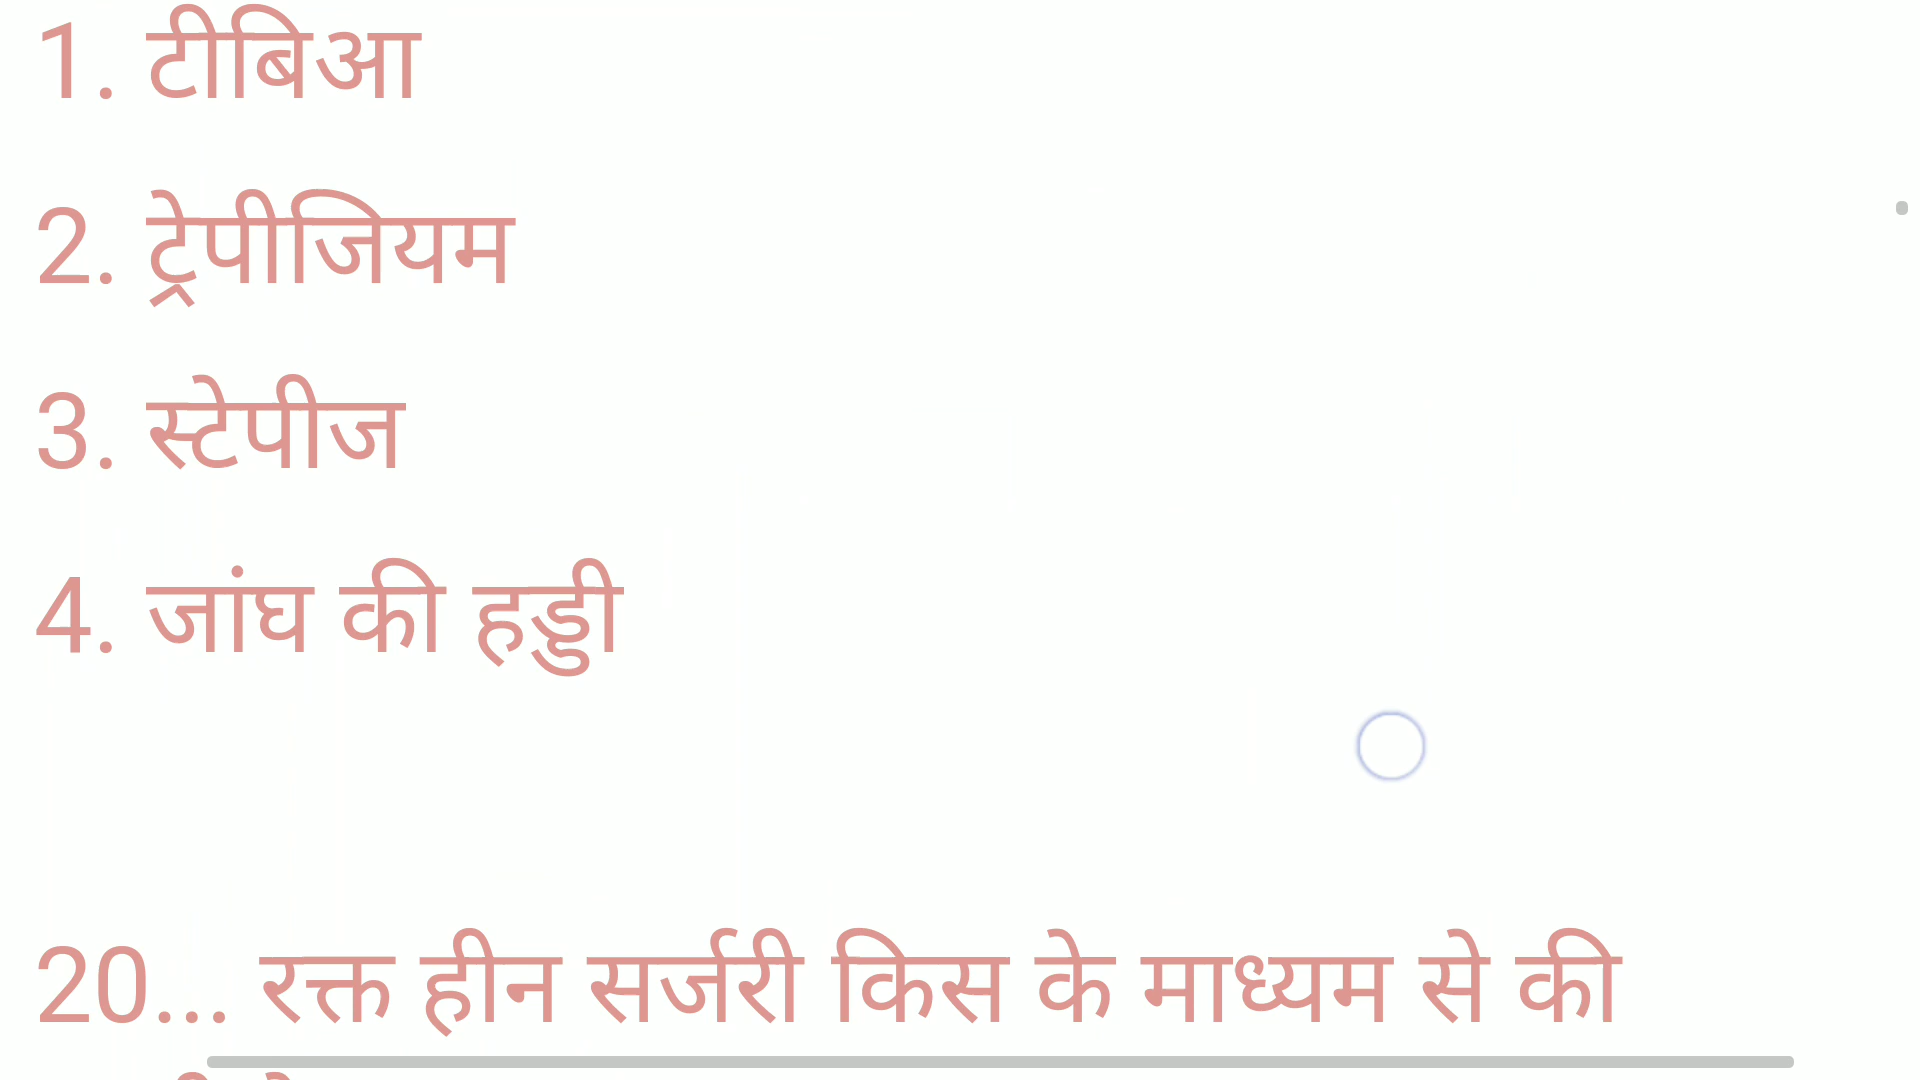 1. टीबिआ
2. ट्रेपीजियम
3. स्टेपीज
4. जांघ की हड्डी
20... रक्त हीन सर्जरी किस के माध्यम से की